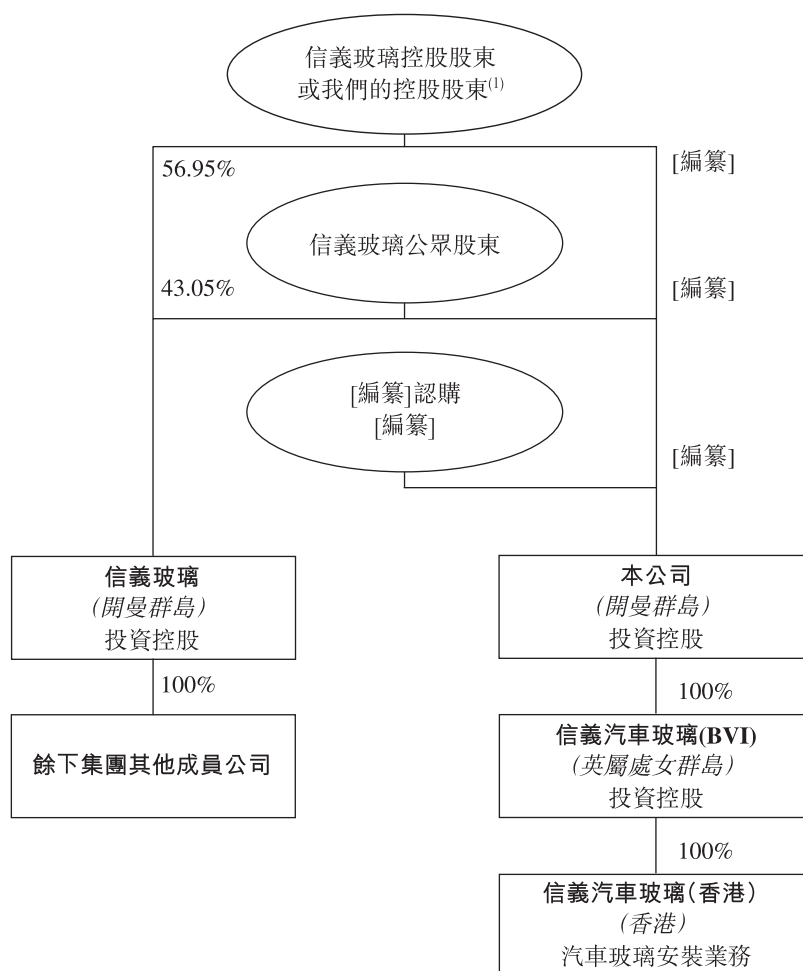 信義玻璃控股股東
或我們的控股股東(1)
56.95%
[編纂]
信義玻璃公眾股東
43.05%
[編纂]
[編纂]認購
[編纂]
[編纂]
信義玻璃
(開曼群島)
投資控股
本公司
(開曼群島)
投資控股
100%
100%
餘下集團其他成員公司
信義汽車玻璃(BVI)
(英屬處女群島)
投資控股
100%
信義汽車玻璃(香港)
(香港)
汽車玻璃安裝業務